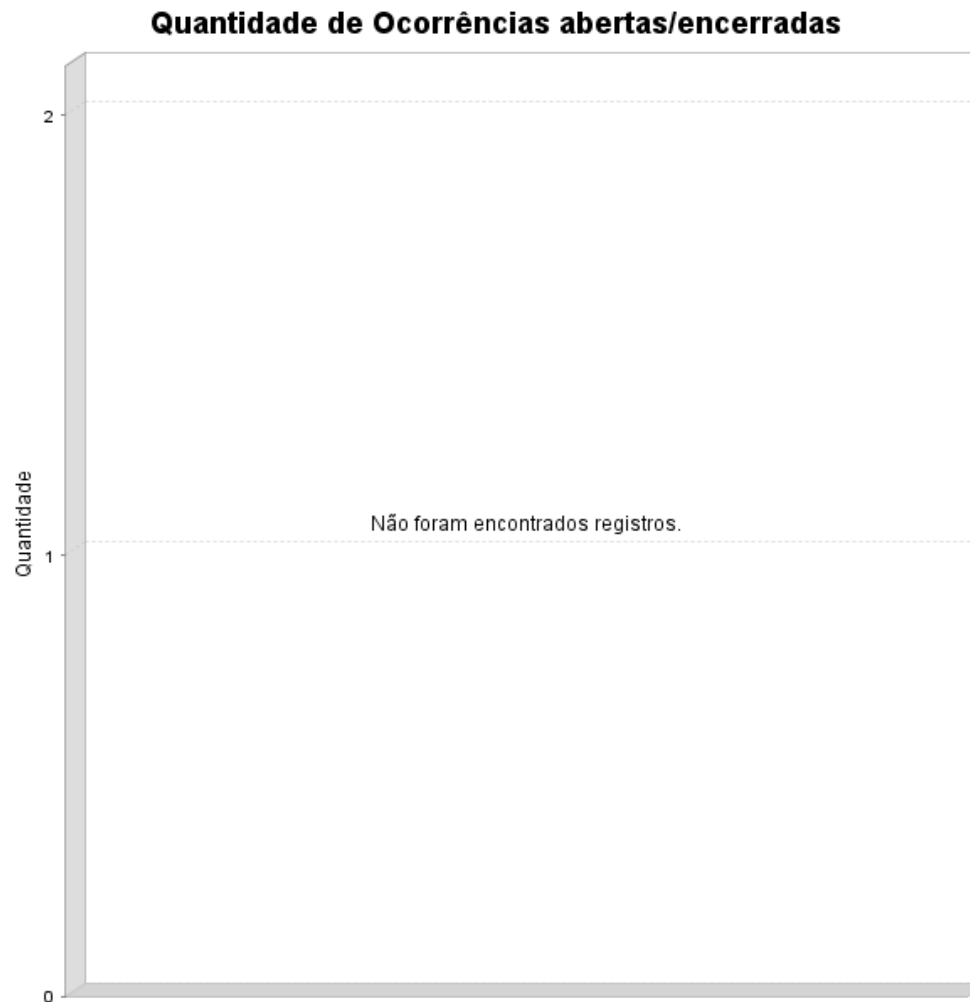 Quantidade de Ocorrências abertas/encerradas
2
Quantidade
Não foram encontrados registros.
1
0